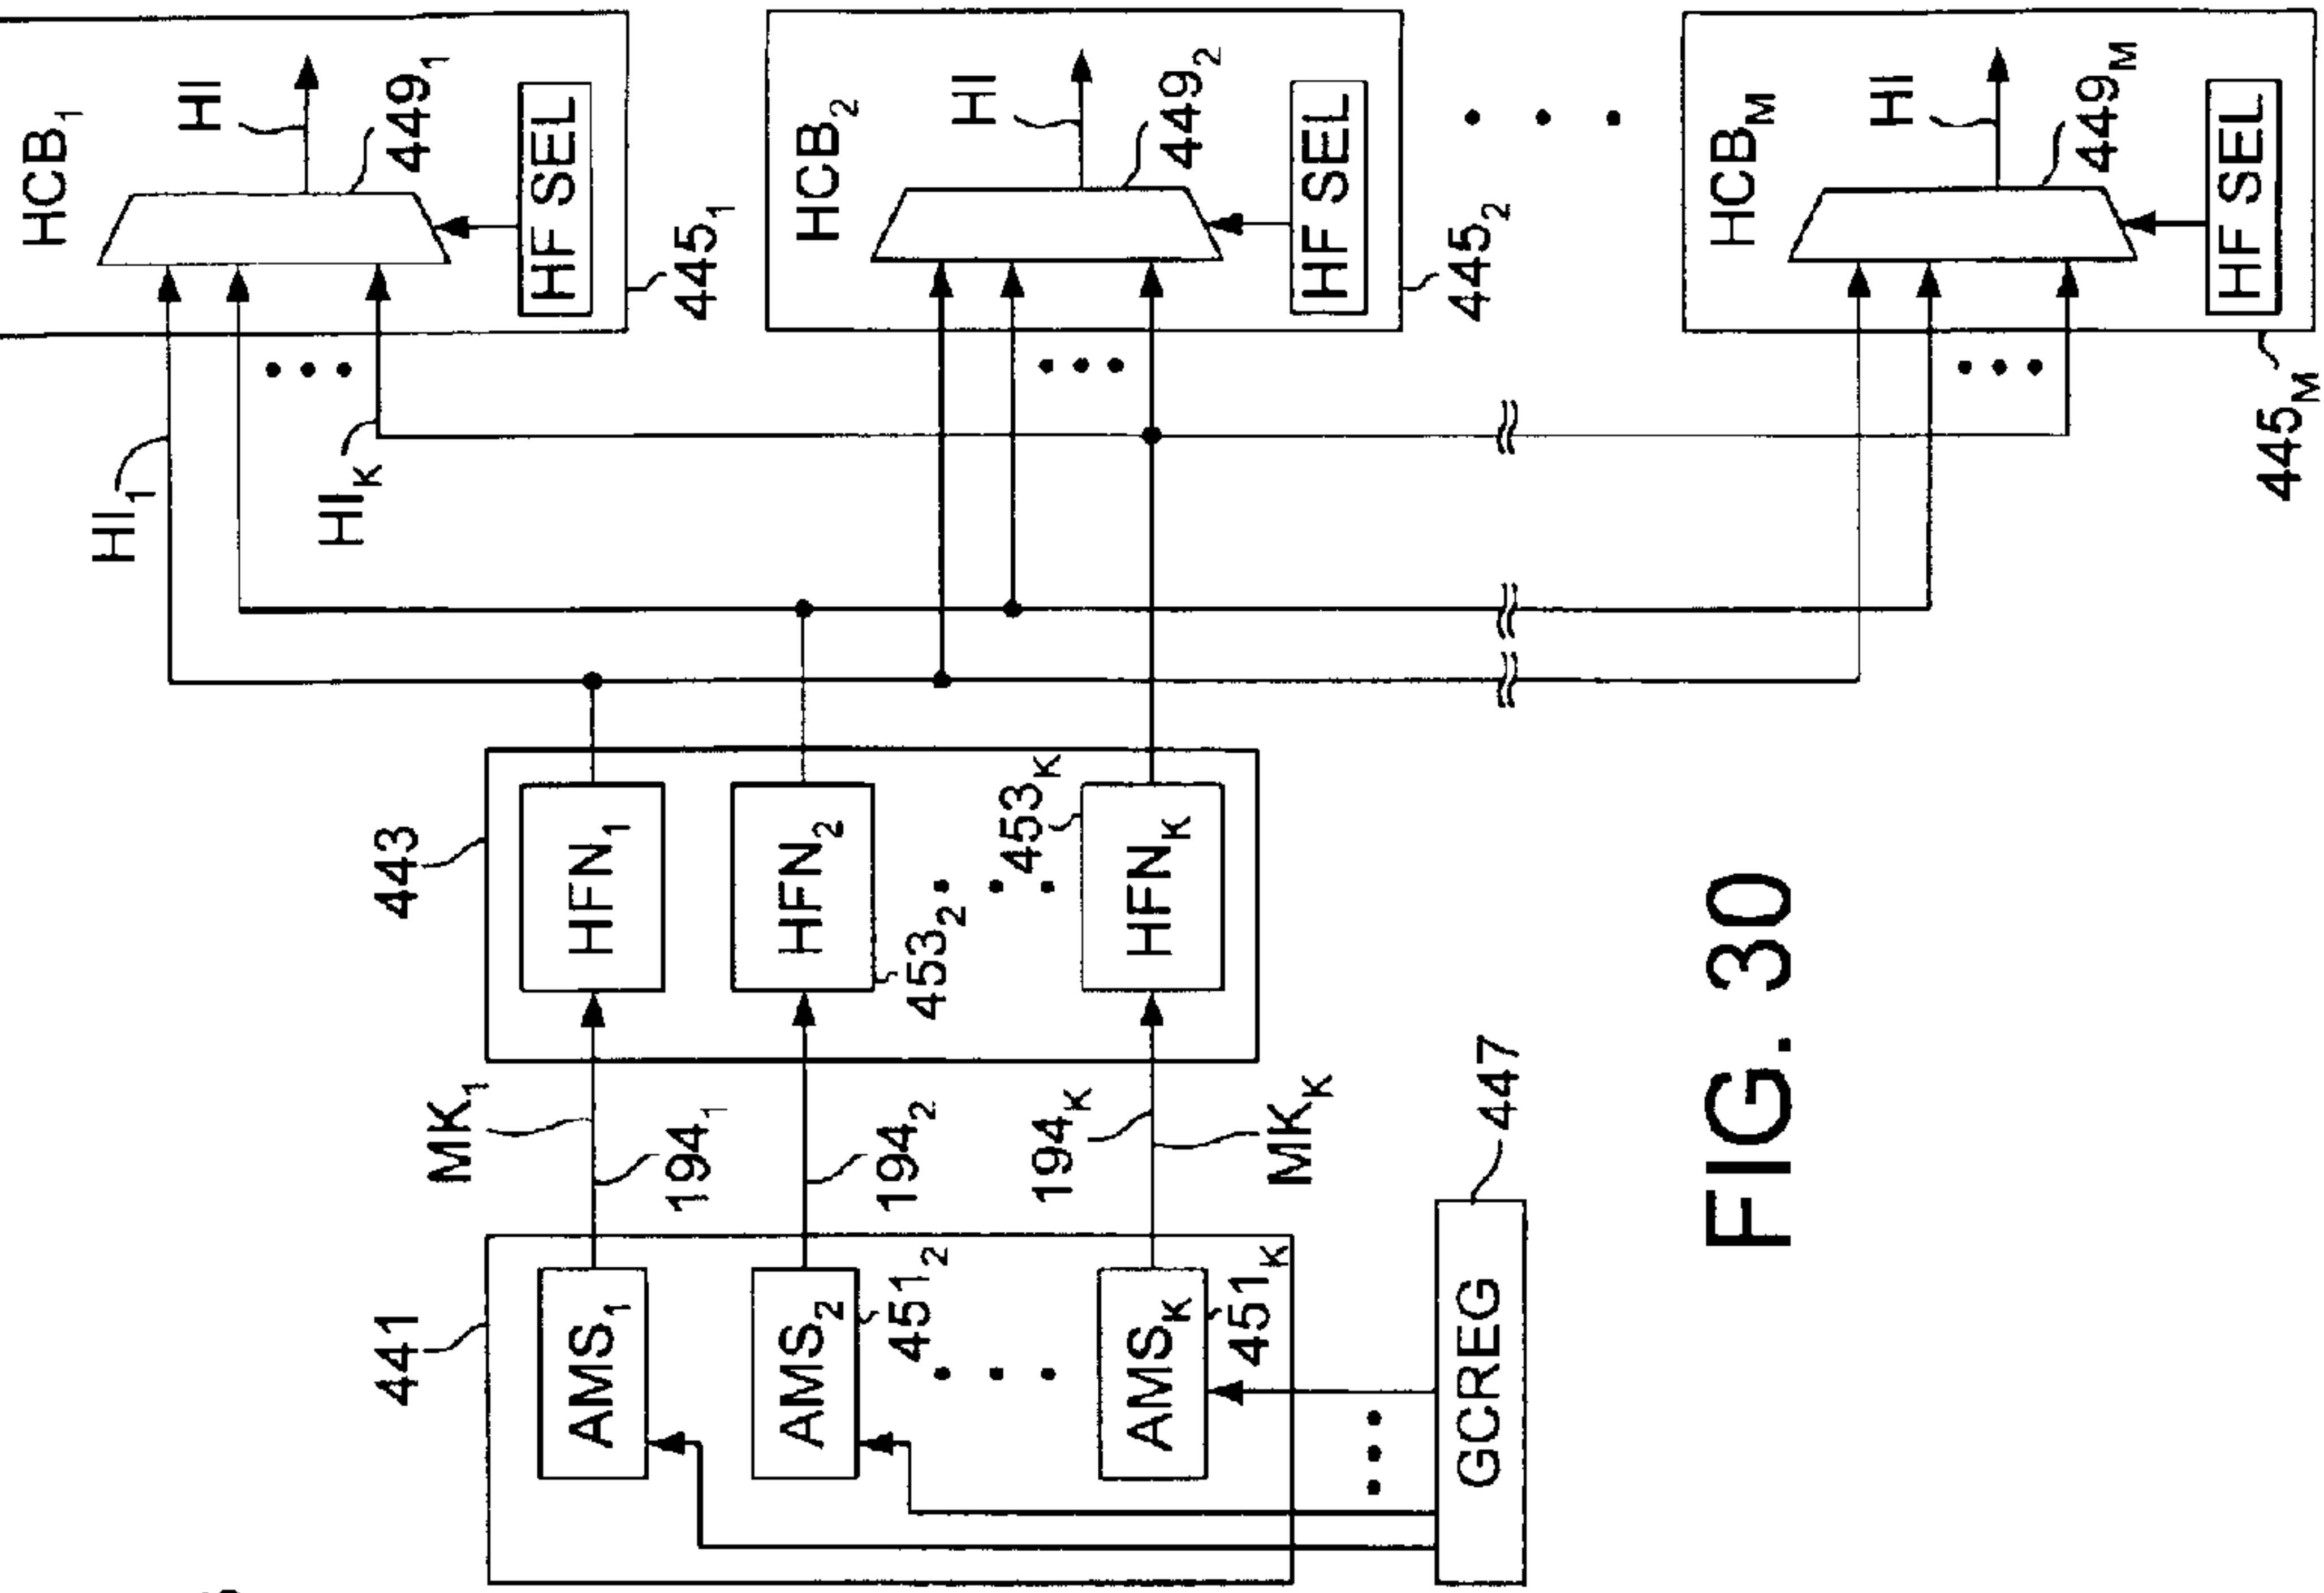 HCB₁
HI
449₁
HF SEL
445₁
HI₁
HIₖ
HCB₂
HI
449₂
HF SEL
445₂
HCBₘ
HI
449ₘ
HF SEL
445ₘ
443
HFN₁
HFN₂
453₂
453ₖ
HFNₖ
MK₁
194₁
194₂
194ₖ
MKₖ
441
AMS₁
AMS₂
451₂
AMSₖ
451ₖ
GCREG
447
FIG. 30